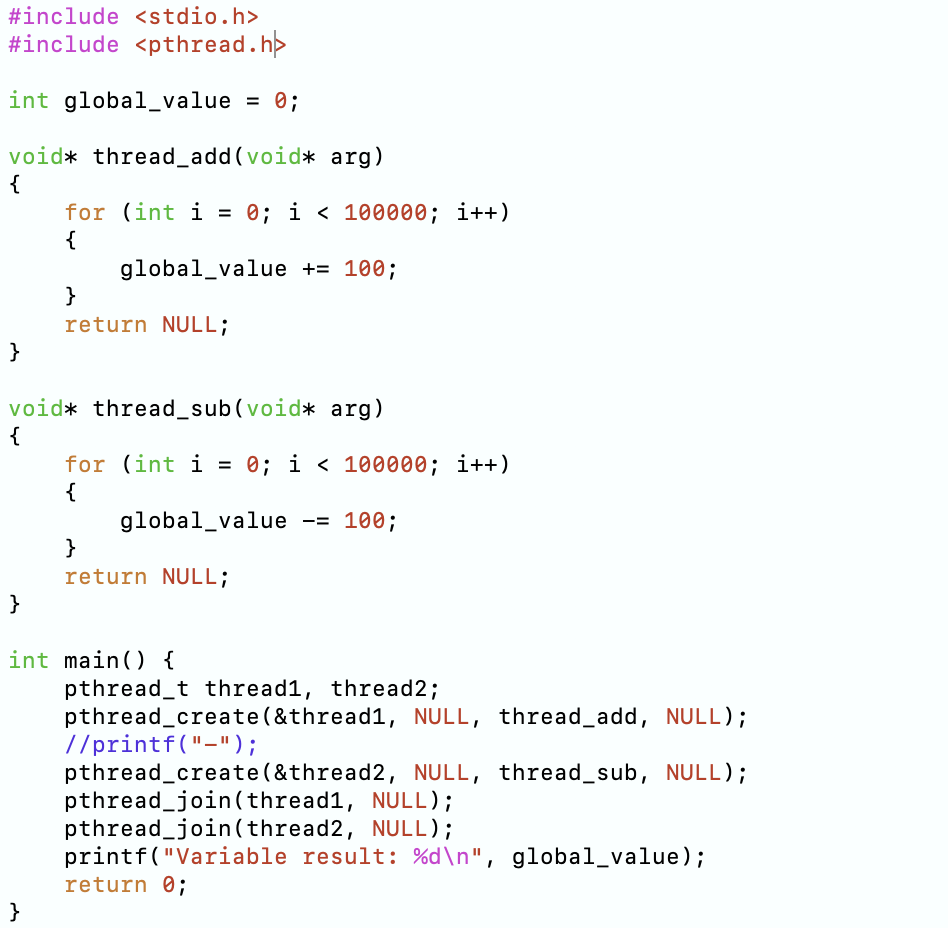 #include <stdio.h>
#include <pthread.h>

int global_value = 0;

void* thread_add(void* arg)
{
    for (int i = 0; i < 100000; i++)
    {
        global_value += 100;
    }
    return NULL;
}

void* thread_sub(void* arg)
{
    for (int i = 0; i < 100000; i++)
    {
        global_value -= 100;
    }
    return NULL;
}

int main() {
    pthread_t thread1, thread2;
    pthread_create(&thread1, NULL, thread_add, NULL);
    //printf("-");
    pthread_create(&thread2, NULL, thread_sub, NULL);
    pthread_join(thread1, NULL);
    pthread_join(thread2, NULL);
    printf("Variable result: %d\n", global_value);
    return 0;
}